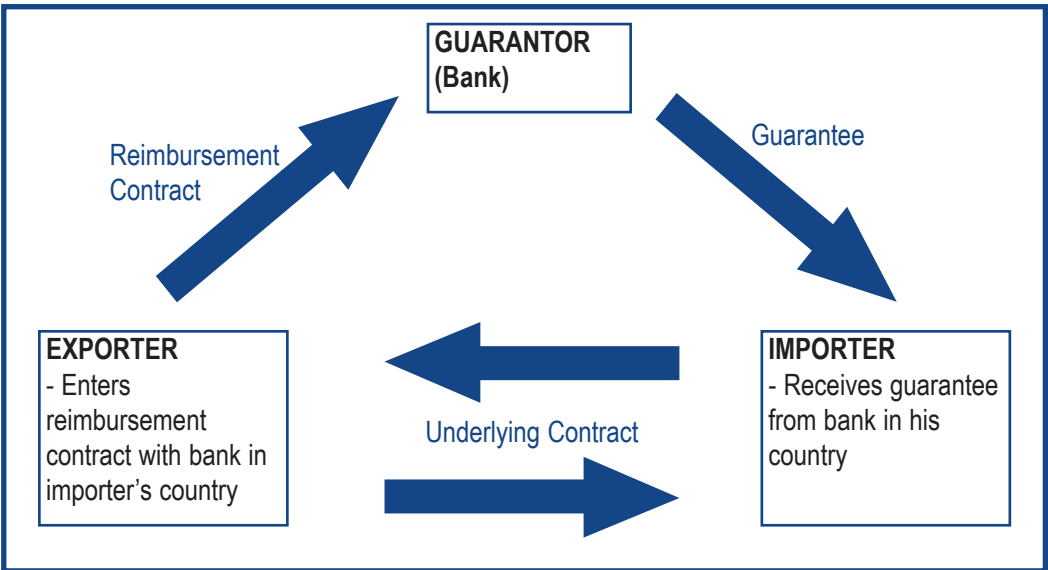 GUARANTOR
(Bank)
Reimbursement
Contract
Guarantee
EXPORTER
- Enters
reimbursement
contract with bank in
importer’s country
Underlying Contract
IMPORTER
- Receives guarantee
from bank in his
country